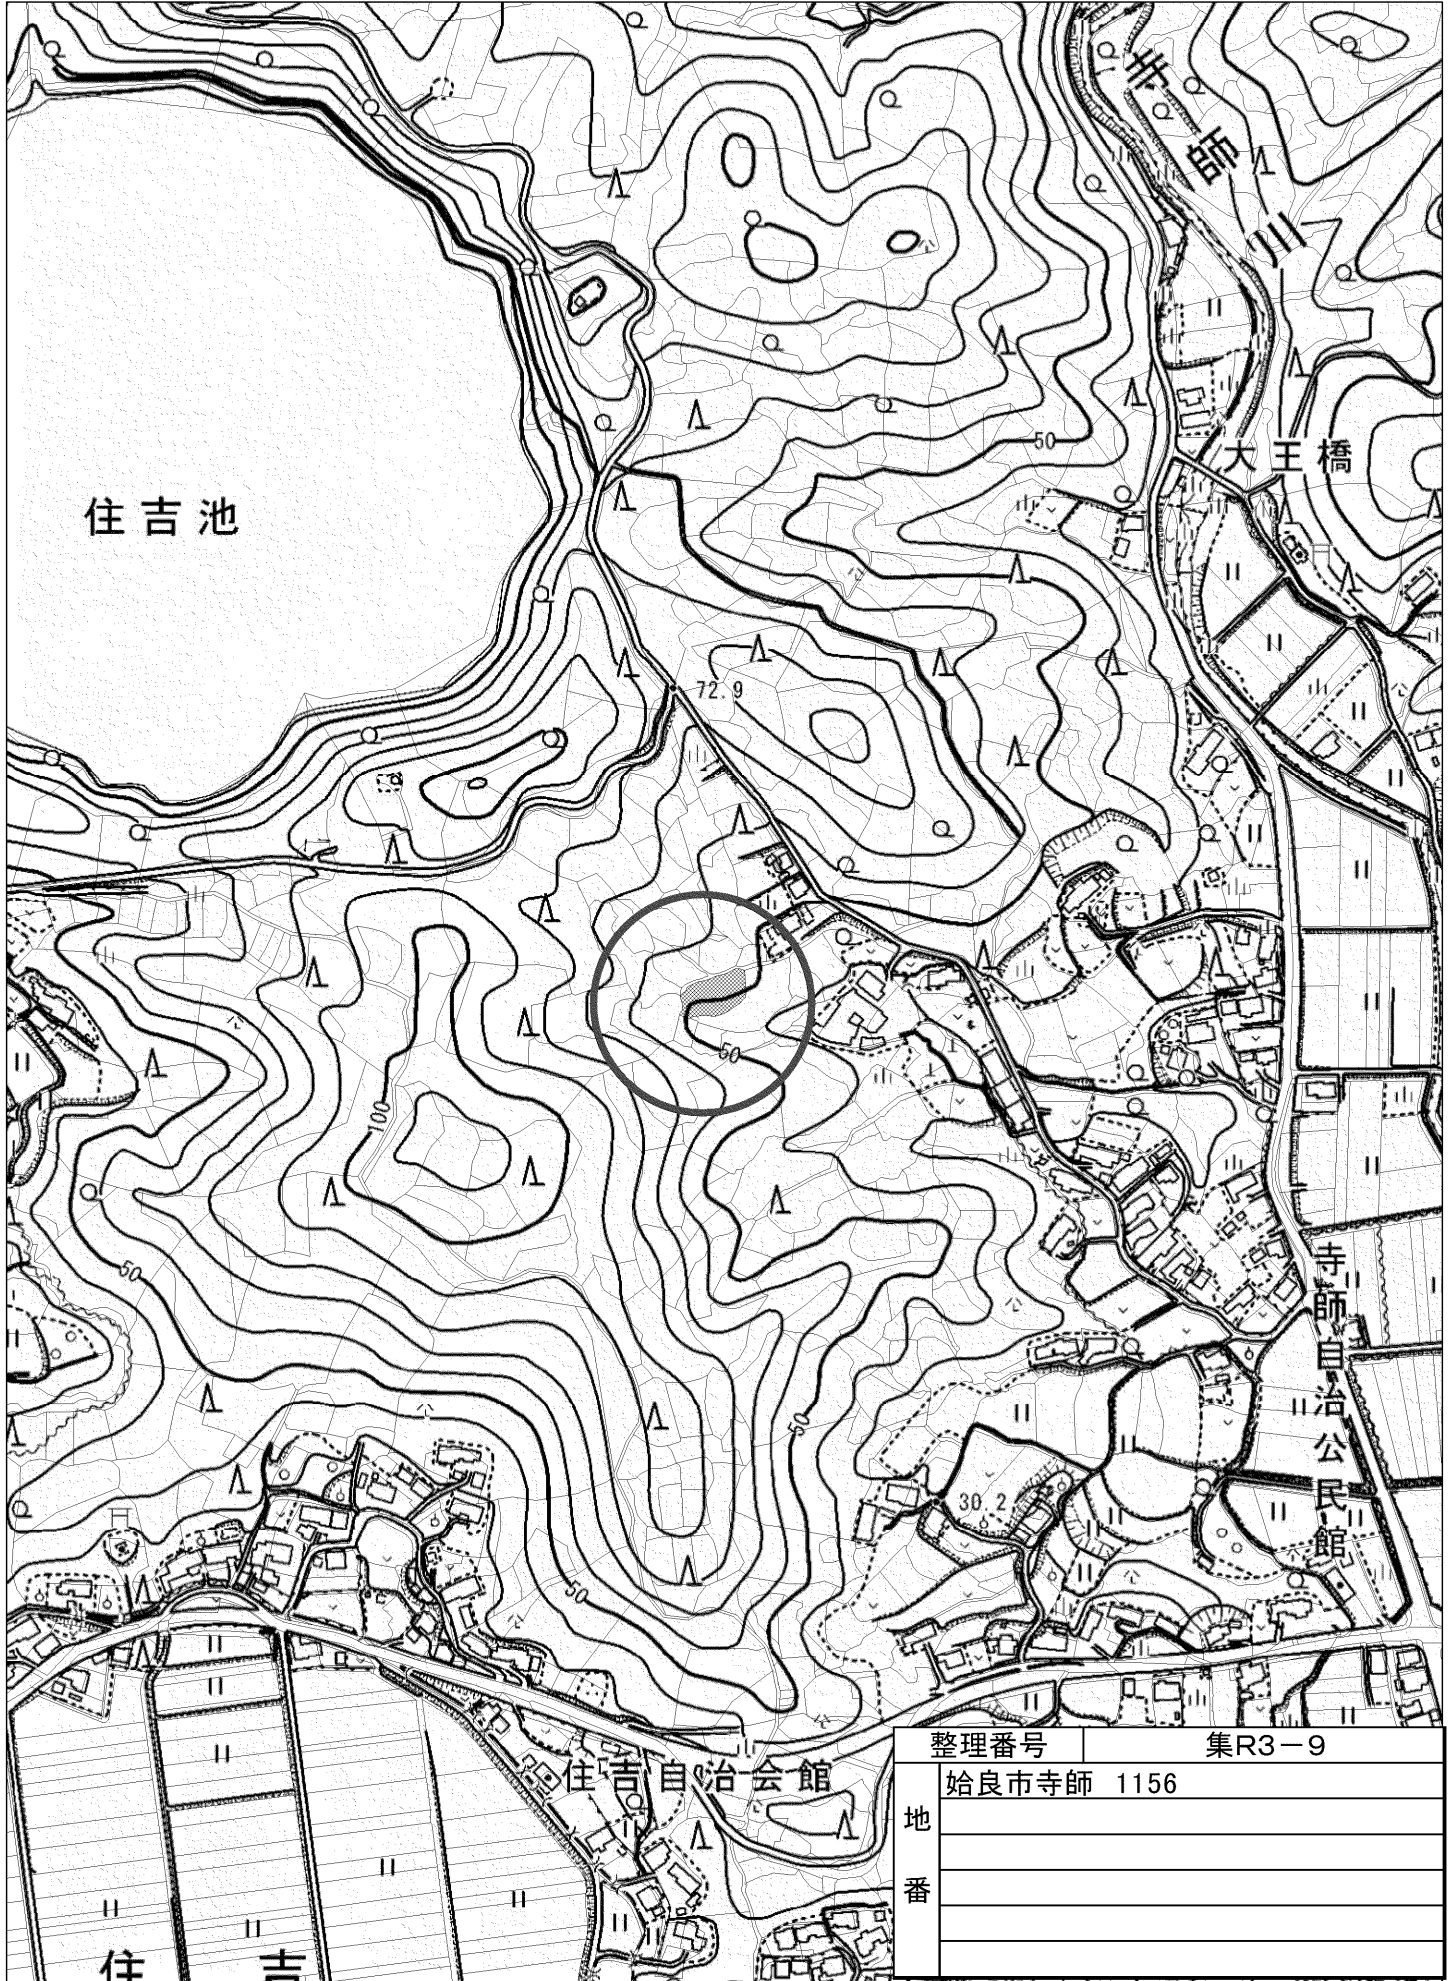 寺師川
50
大王橋
住吉池
72.9
50
100
50
寺師自治公民館
50
30.2
50
整理番号 集R3－9
住吉自治会館
地番 姶良市寺師 1156
住吉